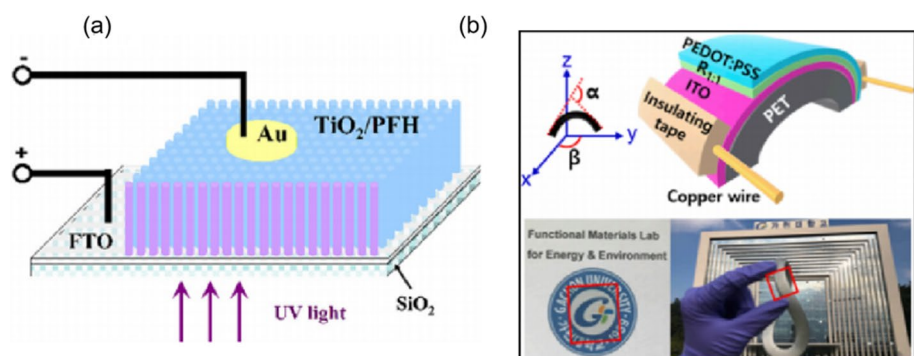 (a)
(b)
-
Au
TiO₂/PFH
+
FTO
SiO₂
UV light
z
α
y
β
x
PEDOT:PSS
R₁:₁
ITO
PET
Insulating
tape
Copper wire
Functional Materials Lab
for Energy & Environment
G